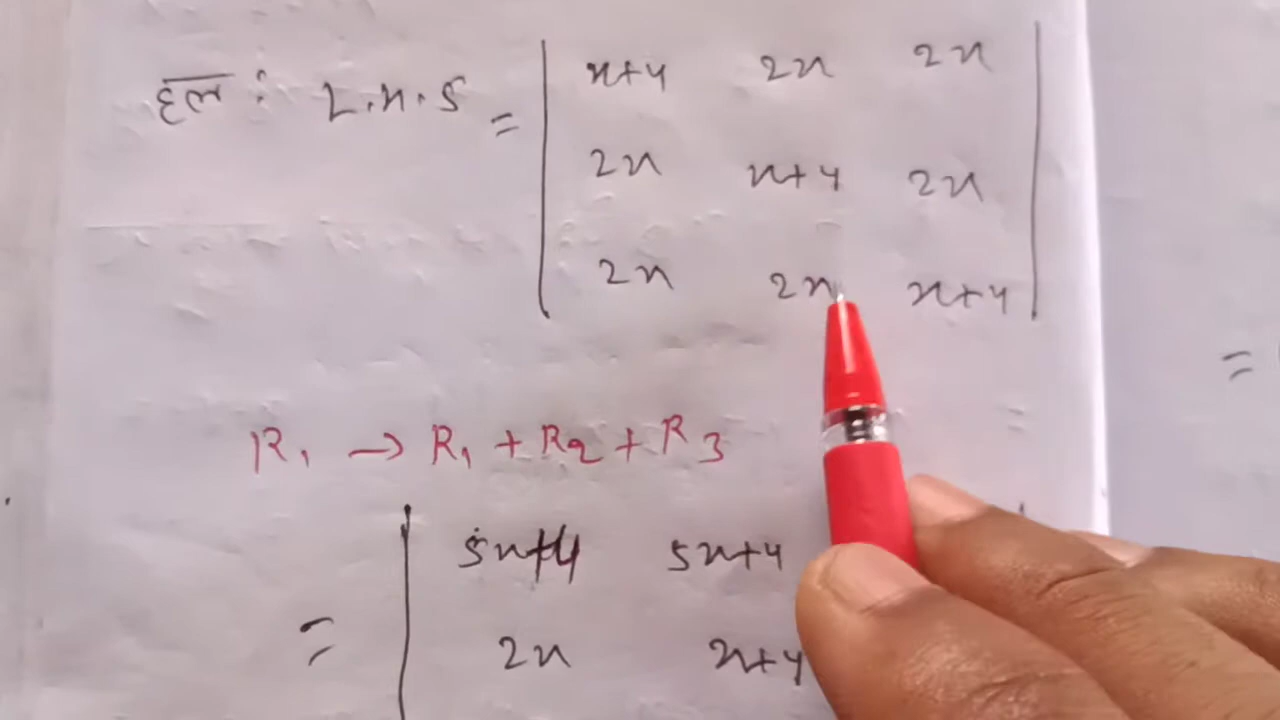 हल : L.H.S = | x+4 2x 2x |
| 2x x+4 2x |
| 2x 2x x+4 |
=
R₁ → R₁ + R₂ + R₃
= | 5x+4 5x+4
2x x+4